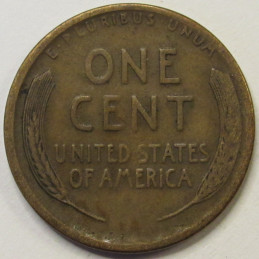 E·PLURIBUS·UNUM
ONE
CENT
UNITED STATES
OF AMERICA